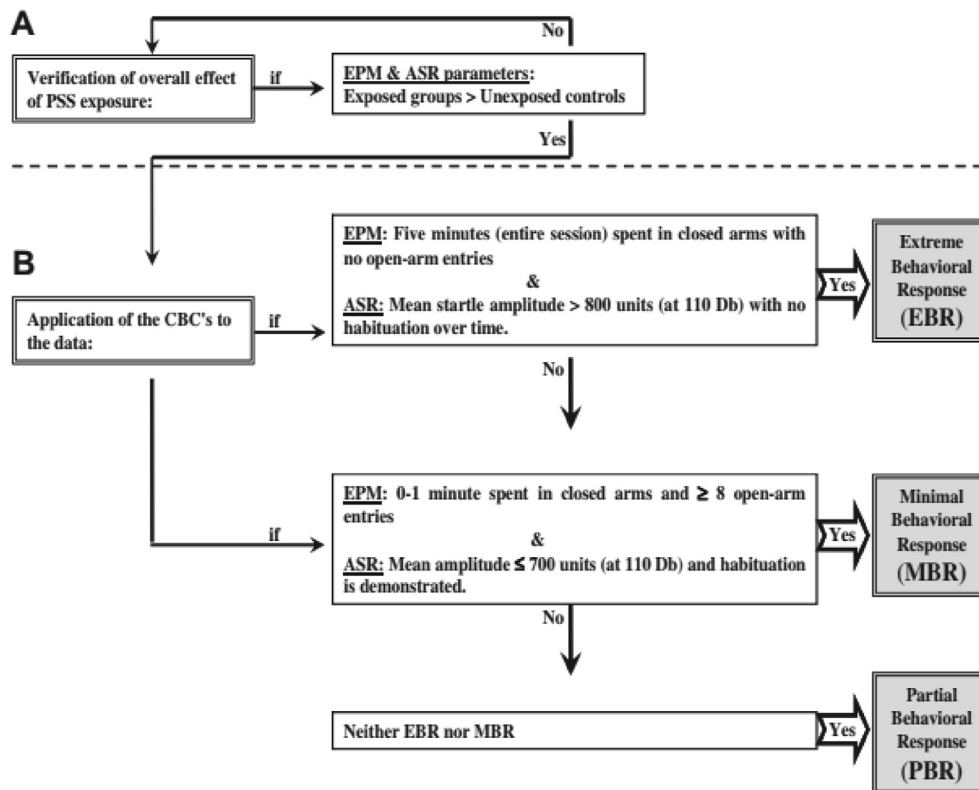 A
No
Verification of overall effect
of PSS exposure:
if
EPM & ASR parameters:
Exposed groups > Unexposed controls
Yes
B
EPM: Five minutes (entire session) spent in closed arms with
no open-arm entries
&
ASR: Mean startle amplitude > 800 units (at 110 Db) with no
habituation over time.
Yes
Extreme
Behavioral
Response
(EBR)
Application of the CBC's to
the data:
if
No
EPM: 0-1 minute spent in closed arms and ≥ 8 open-arm
entries
&
ASR: Mean amplitude ≤ 700 units (at 110 Db) and habituation
is demonstrated.
if
Yes
Minimal
Behavioral
Response
(MBR)
No
Neither EBR nor MBR
Yes
Partial
Behavioral
Response
(PBR)